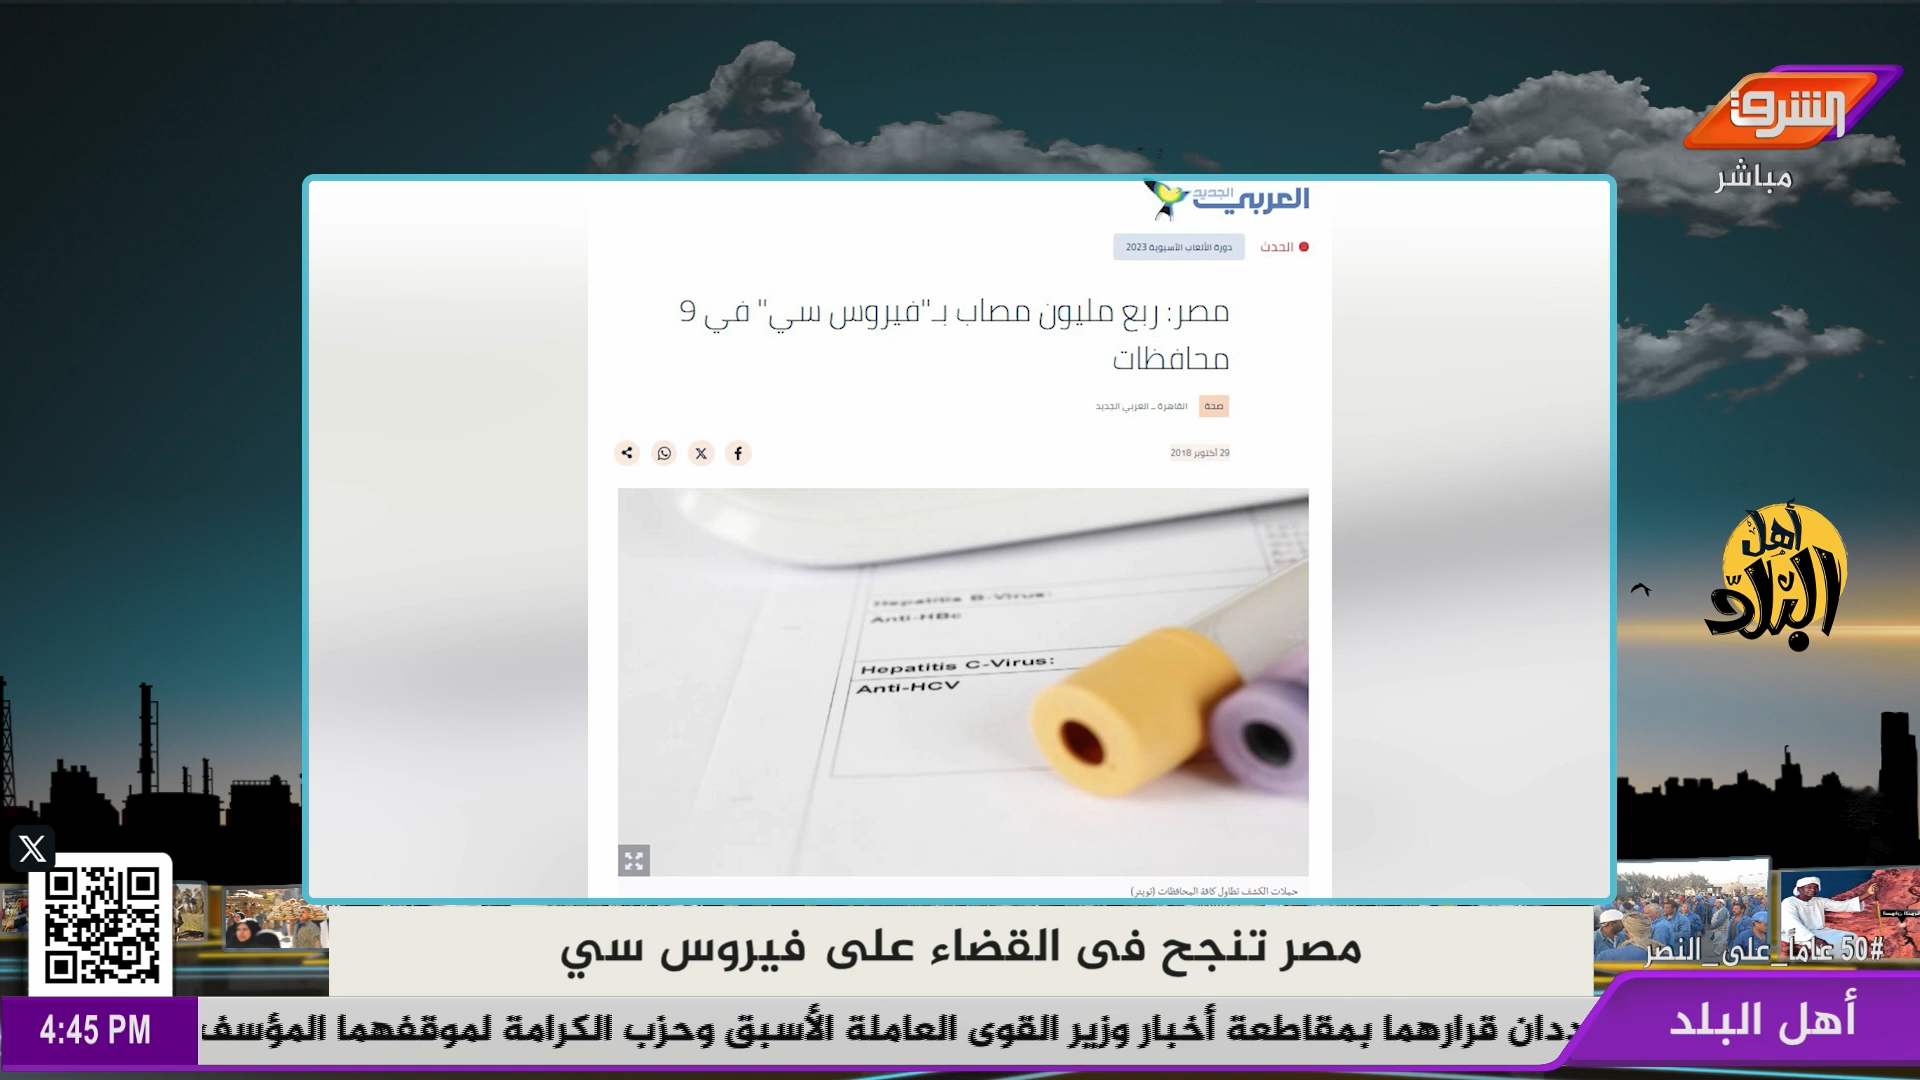 الشرق
مباشر
العربي الجديد
الحدث
دورة الألعاب الآسيوية 2023
مصر: ربع مليون مصاب بـ"فيروس سي" في 9
محافظات
صحة
القاهرة ـ العربي الجديد
29 أكتوبر 2018
Hepatitis B-Virus:
Anti-HBc
Hepatitis C-Virus:
Anti-HCV
حملات الكشف تطاول كافة المحافظات (تويتر)
أهل
البلد
مصر تنجح فى القضاء على فيروس سي
#50 عاما_على_النصر
أهل البلد
ددان قرارهما بمقاطعة أخبار وزير القوى العاملة الأسبق وحزب الكرامة لموقفهما المؤسف
4:45 PM